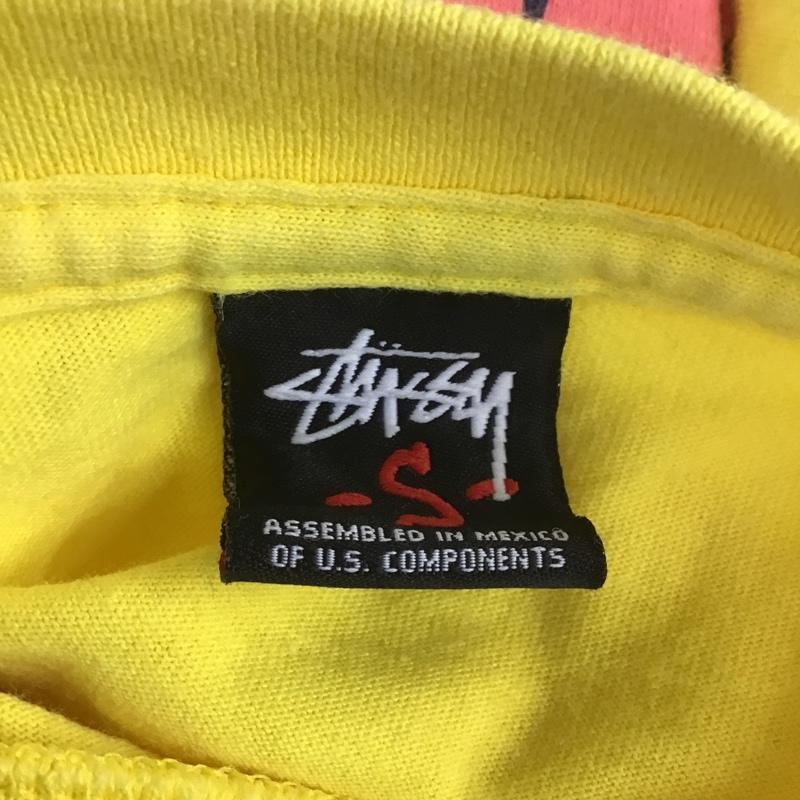 Stüssy
-S-
ASSEMBLED IN MEXICO
OF U.S. COMPONENTS